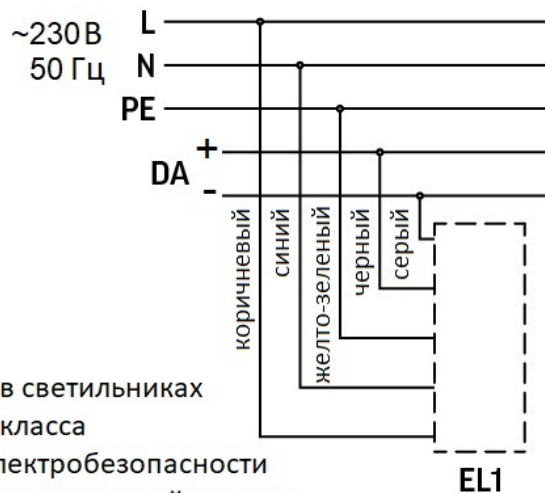 ~230 В
50 Гц
L
N
PE
DA
+
-
коричневый
синий
желто-зеленый
черный
серый
в светильниках
класса
лектробезопасности
EL1